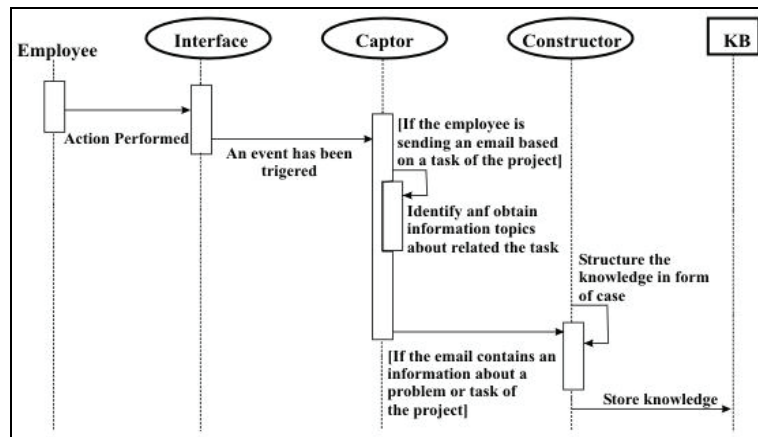 Employee
Interface
Captor
Constructor
KB
Action Performed
An event has been
trigered
[If the employee is
sending an email based
on a task of the project]
Identify anf obtain
information topics
about related the task
Structure the
knowledge in form
of case
[If the email contains an
information about a
problem or task of
the project]
Store knowledge